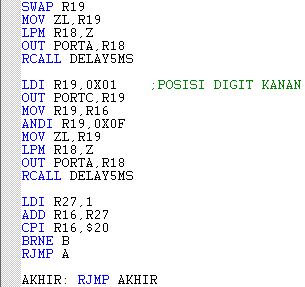 SWAP R19
MOV ZL,R19
LPM R18,Z
OUT PORTA,R18
RCALL DELAY5MS
LDI R19,0X01 ;POSISI DIGIT KANAN
OUT PORTC,R19
MOV R19,R16
ANDI R19,0X0F
MOV ZL,R19
LPM R18,Z
OUT PORTA,R18
RCALL DELAY5MS
LDI R27,1
ADD R16,R27
CPI R16,$20
BRNE B
RJMP A
AKHIR: RJMP AKHIR